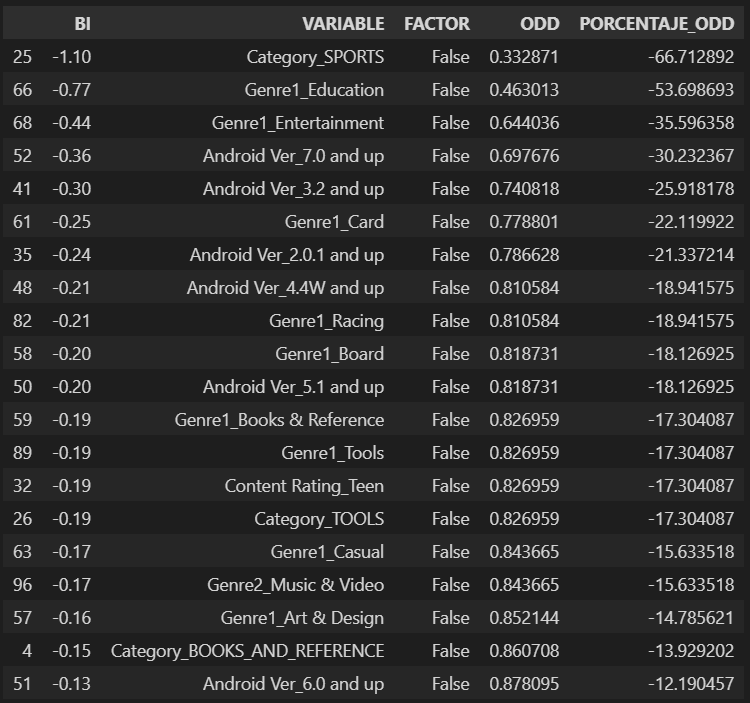 BI VARIABLE FACTOR ODD PORCENTAJE_ODD
25 -1.10 Category_SPORTS False 0.332871 -66.712892
66 -0.77 Genre1_Education False 0.463013 -53.698693
68 -0.44 Genre1_Entertainment False 0.644036 -35.596358
52 -0.36 Android Ver_7.0 and up False 0.697676 -30.232367
41 -0.30 Android Ver_3.2 and up False 0.740818 -25.918178
61 -0.25 Genre1_Card False 0.778801 -22.119922
35 -0.24 Android Ver_2.0.1 and up False 0.786628 -21.337214
48 -0.21 Android Ver_4.4W and up False 0.810584 -18.941575
82 -0.21 Genre1_Racing False 0.810584 -18.941575
58 -0.20 Genre1_Board False 0.818731 -18.126925
50 -0.20 Android Ver_5.1 and up False 0.818731 -18.126925
59 -0.19 Genre1_Books & Reference False 0.826959 -17.304087
89 -0.19 Genre1_Tools False 0.826959 -17.304087
32 -0.19 Content Rating_Teen False 0.826959 -17.304087
26 -0.19 Category_TOOLS False 0.826959 -17.304087
63 -0.17 Genre1_Casual False 0.843665 -15.633518
96 -0.17 Genre2_Music & Video False 0.843665 -15.633518
57 -0.16 Genre1_Art & Design False 0.852144 -14.785621
4 -0.15 Category_BOOKS_AND_REFERENCE False 0.860708 -13.929202
51 -0.13 Android Ver_6.0 and up False 0.878095 -12.190457